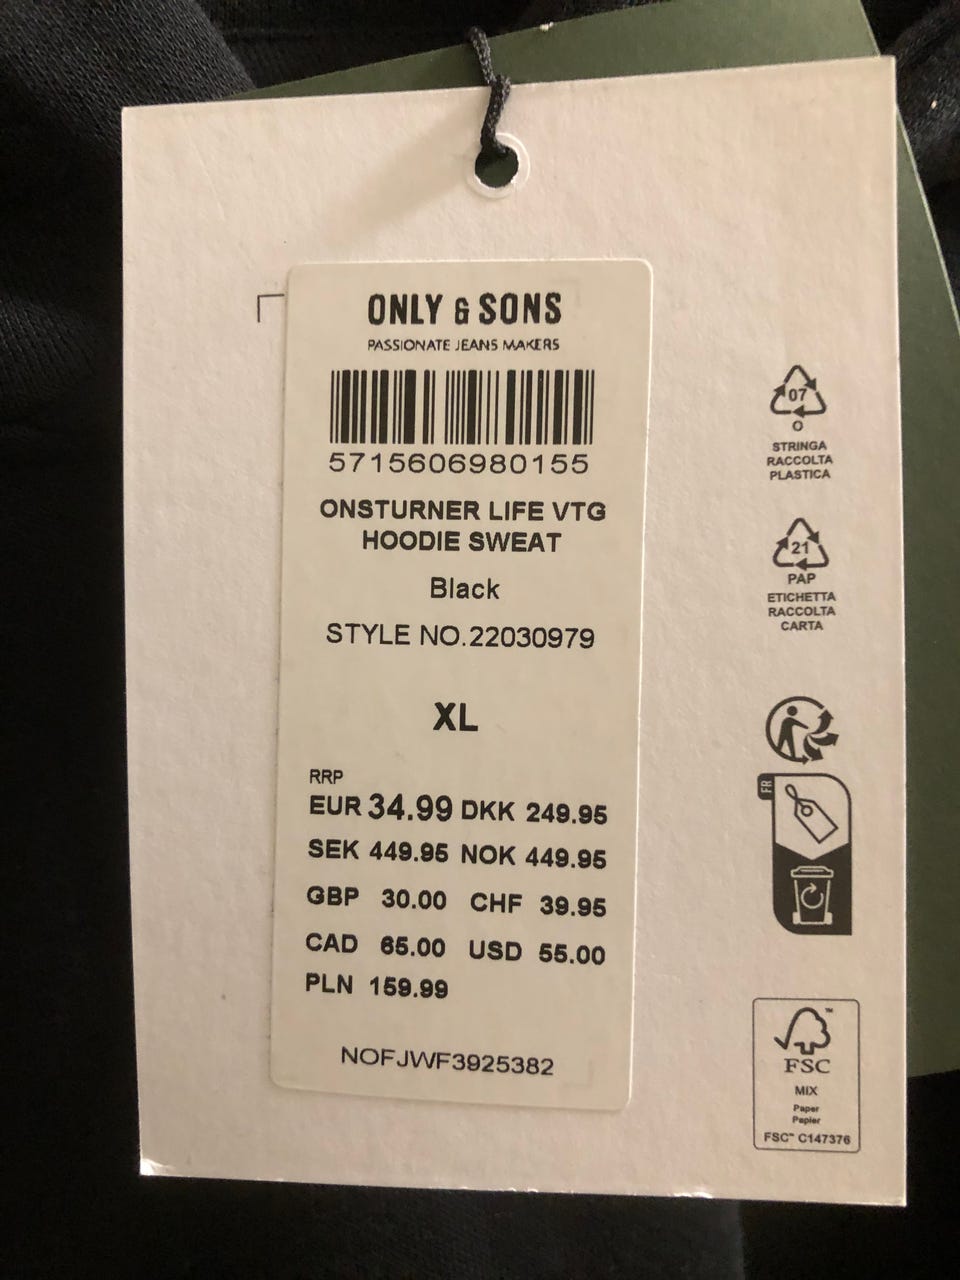 ONLY & SONS
PASSIONATE JEANS MAKERS
5715606980155
ONSTURNER LIFE VTG
HOODIE SWEAT
Black
STYLE NO.22030979
XL
RRP
EUR 34.99 DKK 249.95
SEK 449.95 NOK 449.95
GBP 30.00 CHF 39.95
CAD 65.00 USD 55.00
PLN 159.99
NOFJWF3925382
07
O
STRINGA
RACCOLTA
PLASTICA
21
PAP
ETICHETTA
RACCOLTA
CARTA
FR
FSC™
MIX
Paper
Papier
FSC™ C147376